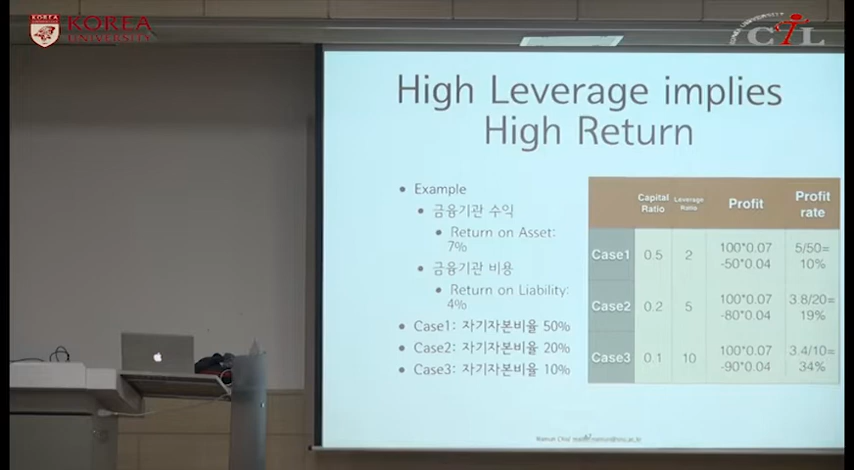 KOREA
UNIVERSITY
CTL
High Leverage implies
High Return
• Example
• 금융기관 수익
• Return on Asset:
7%
• 금융기관 비용
• Return on Liability:
4%
• Case1: 자기자본비율 50%
• Case2: 자기자본비율 20%
• Case3: 자기자본비율 10%
Capital Ratio Leverage Ratio Profit Profit rate
Case1 0.5 2 100*0.07 -50*0.04 5/50= 10%
Case2 0.2 5 100*0.07 -80*0.04 3.8/20= 19%
Case3 0.1 10 100*0.07 -90*0.04 3.4/10= 34%